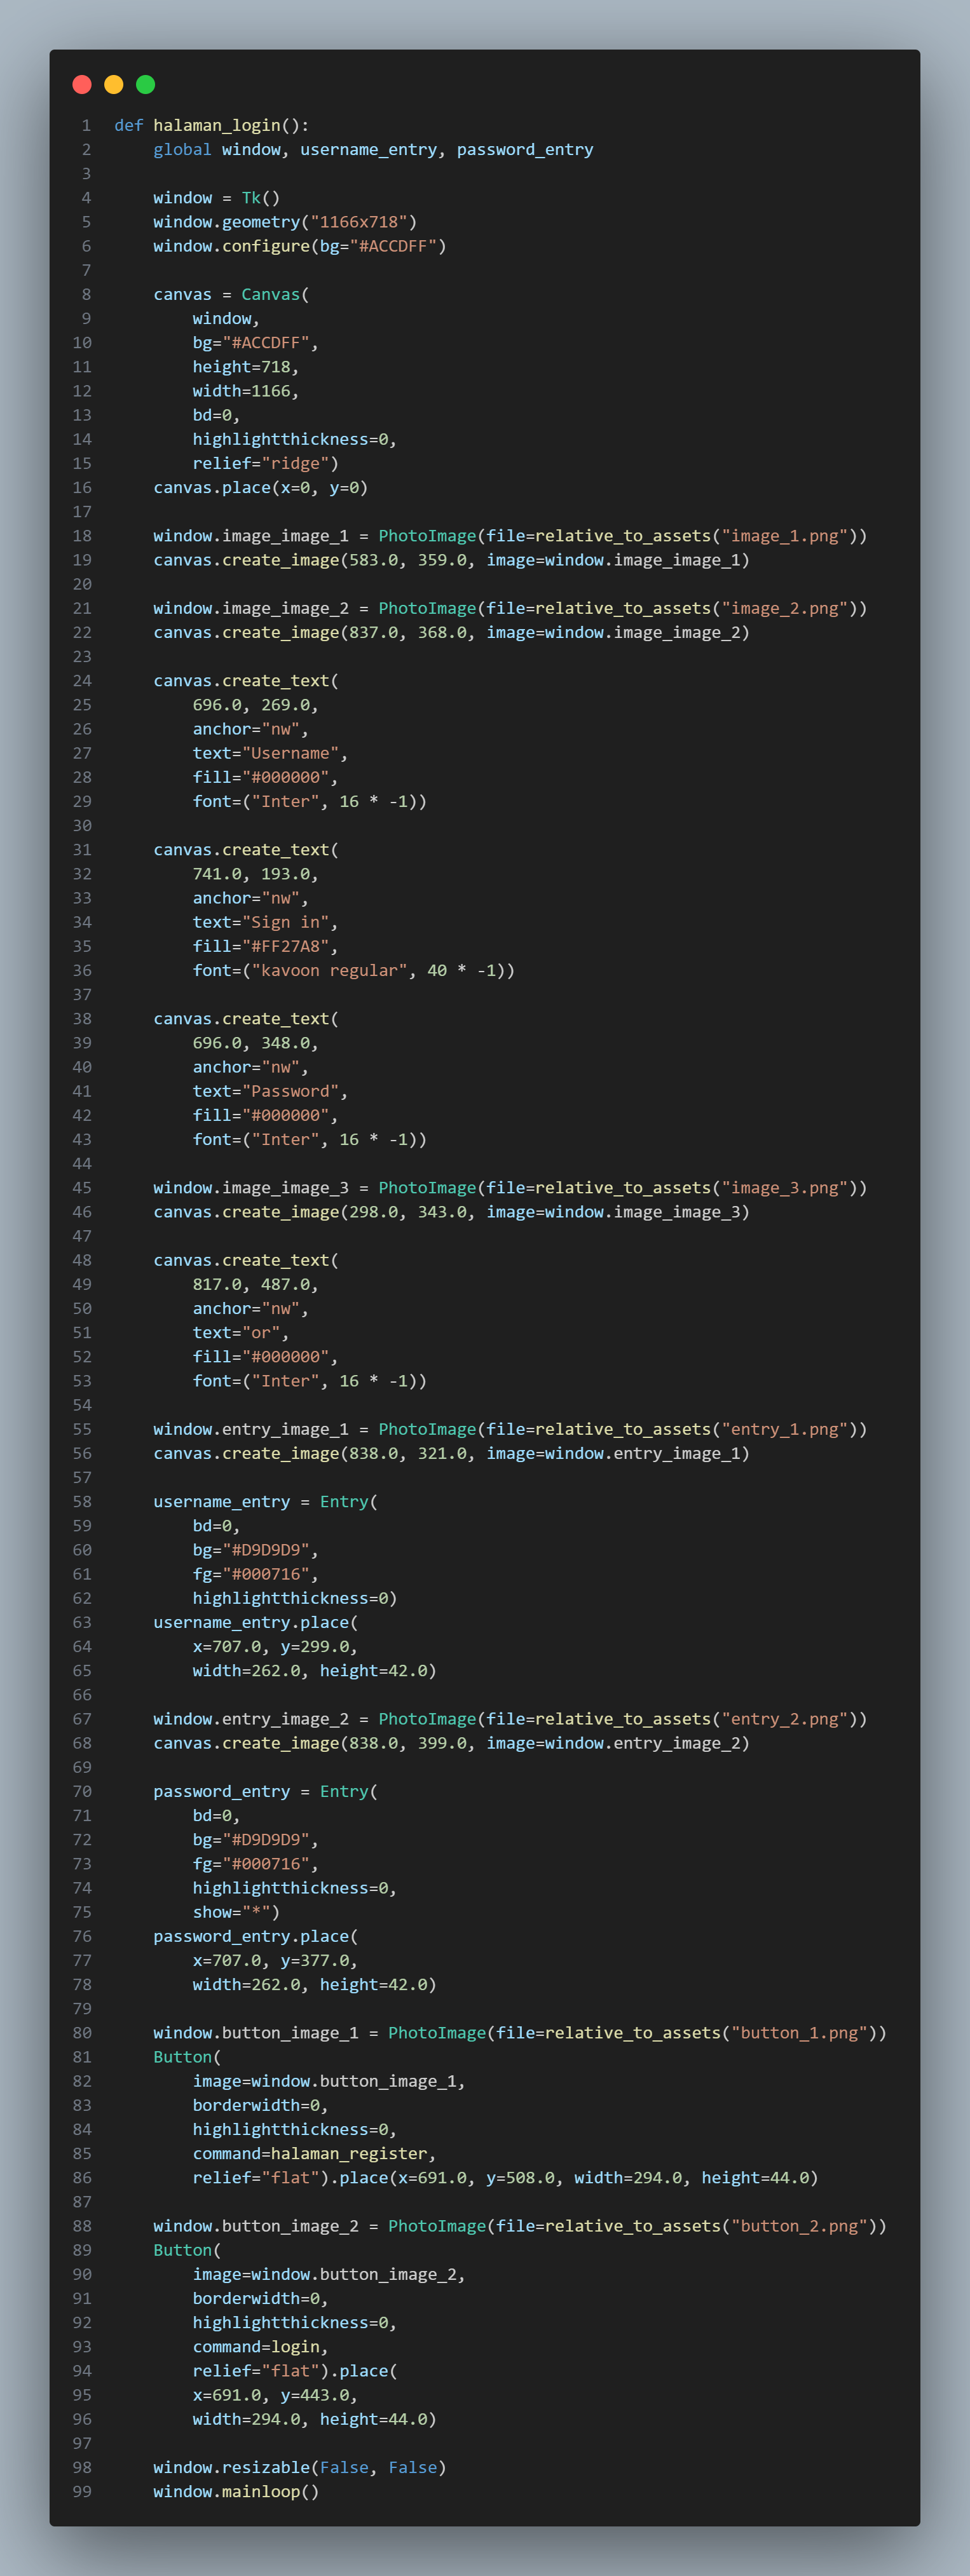 1 def halaman_login():
2     global window, username_entry, password_entry
3
4     window = Tk()
5     window.geometry("1166x718")
6     window.configure(bg="#ACCDFF")
7
8     canvas = Canvas(
9         window,
10         bg="#ACCDFF",
11         height=718,
12         width=1166,
13         bd=0,
14         highlightthickness=0,
15         relief="ridge")
16     canvas.place(x=0, y=0)
17
18     window.image_image_1 = PhotoImage(file=relative_to_assets("image_1.png"))
19     canvas.create_image(583.0, 359.0, image=window.image_image_1)
20
21     window.image_image_2 = PhotoImage(file=relative_to_assets("image_2.png"))
22     canvas.create_image(837.0, 368.0, image=window.image_image_2)
23
24     canvas.create_text(
25         696.0, 269.0,
26         anchor="nw",
27         text="Username",
28         fill="#000000",
29         font=("Inter", 16 * -1))
30
31     canvas.create_text(
32         741.0, 193.0,
33         anchor="nw",
34         text="Sign in",
35         fill="#FF27A8",
36         font=("kavoon regular", 40 * -1))
37
38     canvas.create_text(
39         696.0, 348.0,
40         anchor="nw",
41         text="Password",
42         fill="#000000",
43         font=("Inter", 16 * -1))
44
45     window.image_image_3 = PhotoImage(file=relative_to_assets("image_3.png"))
46     canvas.create_image(298.0, 343.0, image=window.image_image_3)
47
48     canvas.create_text(
49         817.0, 487.0,
50         anchor="nw",
51         text="or",
52         fill="#000000",
53         font=("Inter", 16 * -1))
54
55     window.entry_image_1 = PhotoImage(file=relative_to_assets("entry_1.png"))
56     canvas.create_image(838.0, 321.0, image=window.entry_image_1)
57
58     username_entry = Entry(
59         bd=0,
60         bg="#D9D9D9",
61         fg="#000716",
62         highlightthickness=0)
63     username_entry.place(
64         x=707.0, y=299.0,
65         width=262.0, height=42.0)
66
67     window.entry_image_2 = PhotoImage(file=relative_to_assets("entry_2.png"))
68     canvas.create_image(838.0, 399.0, image=window.entry_image_2)
69
70     password_entry = Entry(
71         bd=0,
72         bg="#D9D9D9",
73         fg="#000716",
74         highlightthickness=0,
75         show="*")
76     password_entry.place(
77         x=707.0, y=377.0,
78         width=262.0, height=42.0)
79
80     window.button_image_1 = PhotoImage(file=relative_to_assets("button_1.png"))
81     Button(
82         image=window.button_image_1,
83         borderwidth=0,
84         highlightthickness=0,
85         command=halaman_register,
86         relief="flat").place(x=691.0, y=508.0, width=294.0, height=44.0)
87
88     window.button_image_2 = PhotoImage(file=relative_to_assets("button_2.png"))
89     Button(
90         image=window.button_image_2,
91         borderwidth=0,
92         highlightthickness=0,
93         command=login,
94         relief="flat").place(
95         x=691.0, y=443.0,
96         width=294.0, height=44.0)
97
98     window.resizable(False, False)
99     window.mainloop()